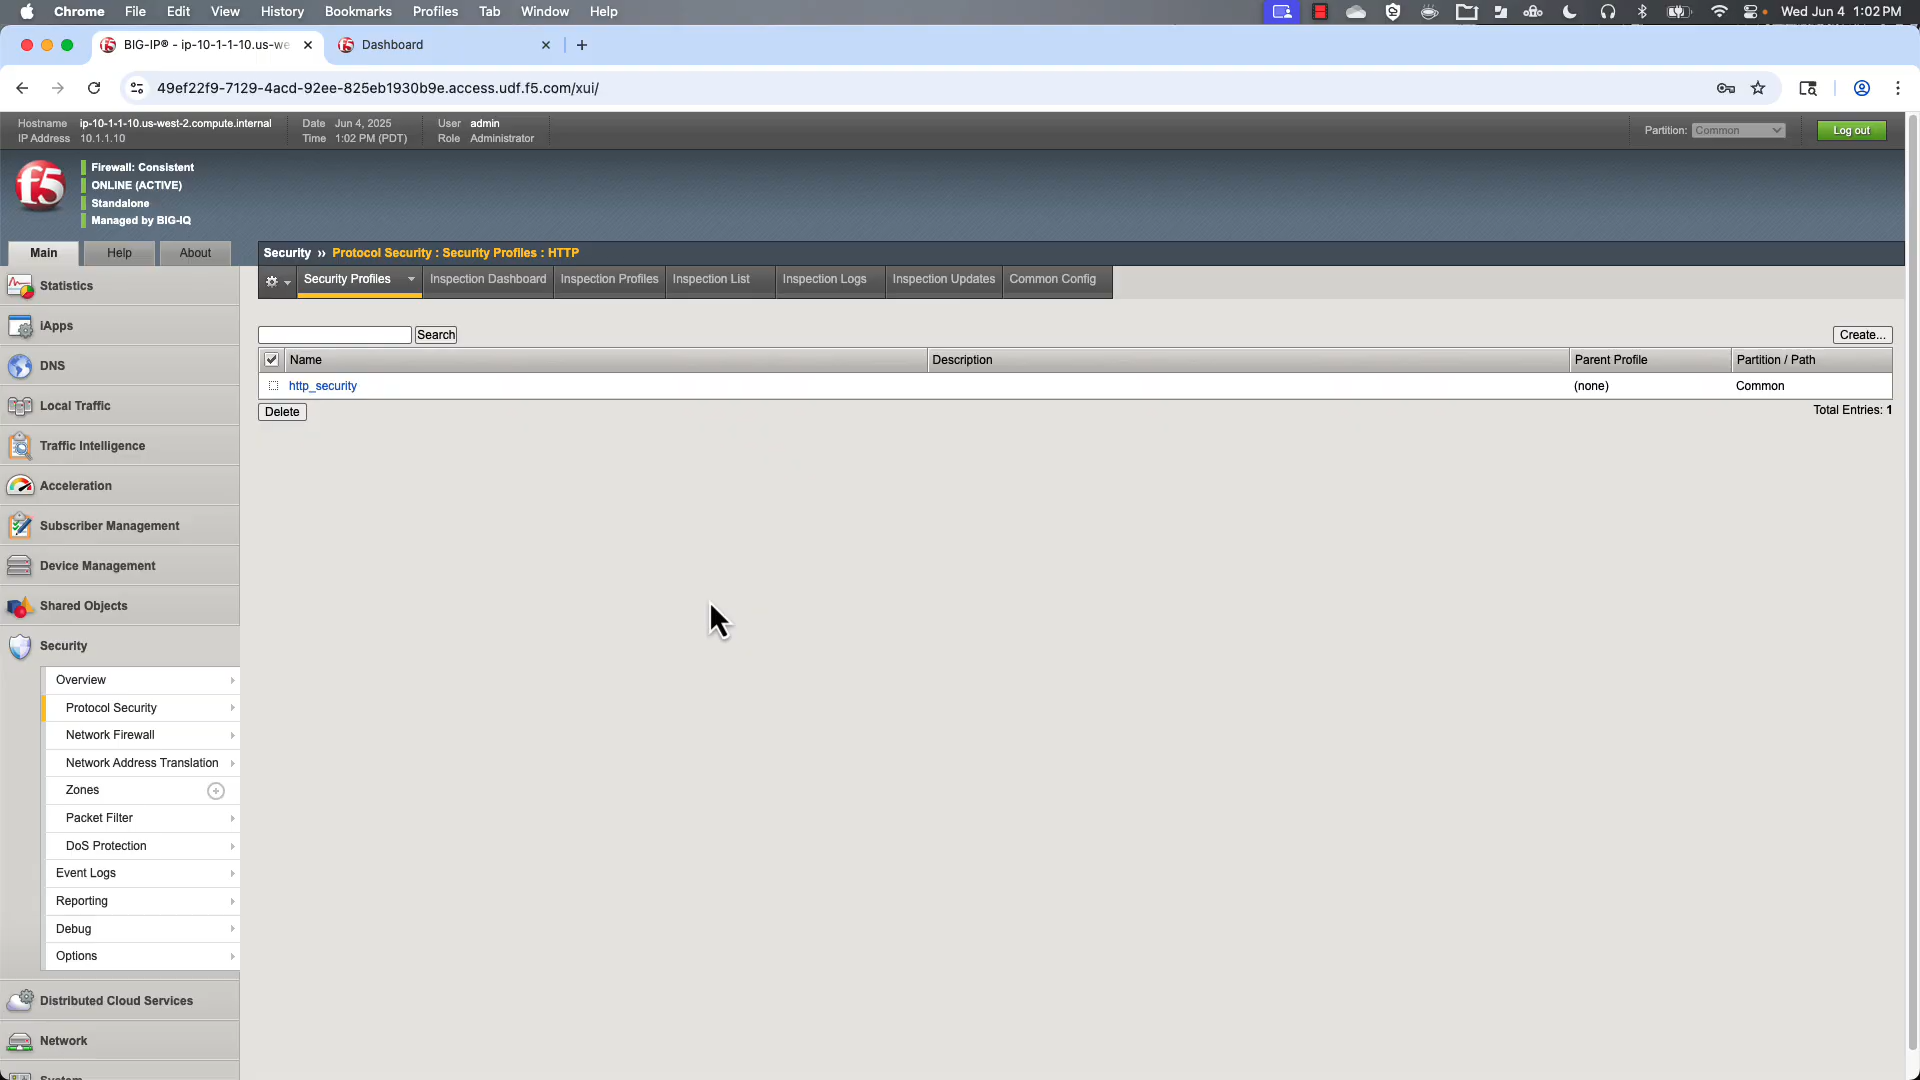 Chrome File Edit View History Bookmarks Profiles Tab Window Help Wed Jun 4 1:02 PM
BIG-IP® - ip-10-1-1-10.us-we Dashboard
49ef22f9-7129-4acd-92ee-825eb1930b9e.access.udf.f5.com/xui/
Hostname ip-10-1-1-10.us-west-2.compute.internal Date Jun 4, 2025 User admin
IP Address 10.1.1.10 Time 1:02 PM (PDT) Role Administrator
Partition: Common Log out
f5
Firewall: Consistent
ONLINE (ACTIVE)
Standalone
Managed by BIG-IQ
Main Help About
Security ›› Protocol Security : Security Profiles : HTTP
Security Profiles Inspection Dashboard Inspection Profiles Inspection List Inspection Logs Inspection Updates Common Config
Search Create...
Name Description Parent Profile Partition / Path
http_security (none) Common
Delete Total Entries: 1
Statistics
iApps
DNS
Local Traffic
Traffic Intelligence
Acceleration
Subscriber Management
Device Management
Shared Objects
Security
Overview
Protocol Security
Network Firewall
Network Address Translation
Zones
Packet Filter
DoS Protection
Event Logs
Reporting
Debug
Options
Distributed Cloud Services
Network
System